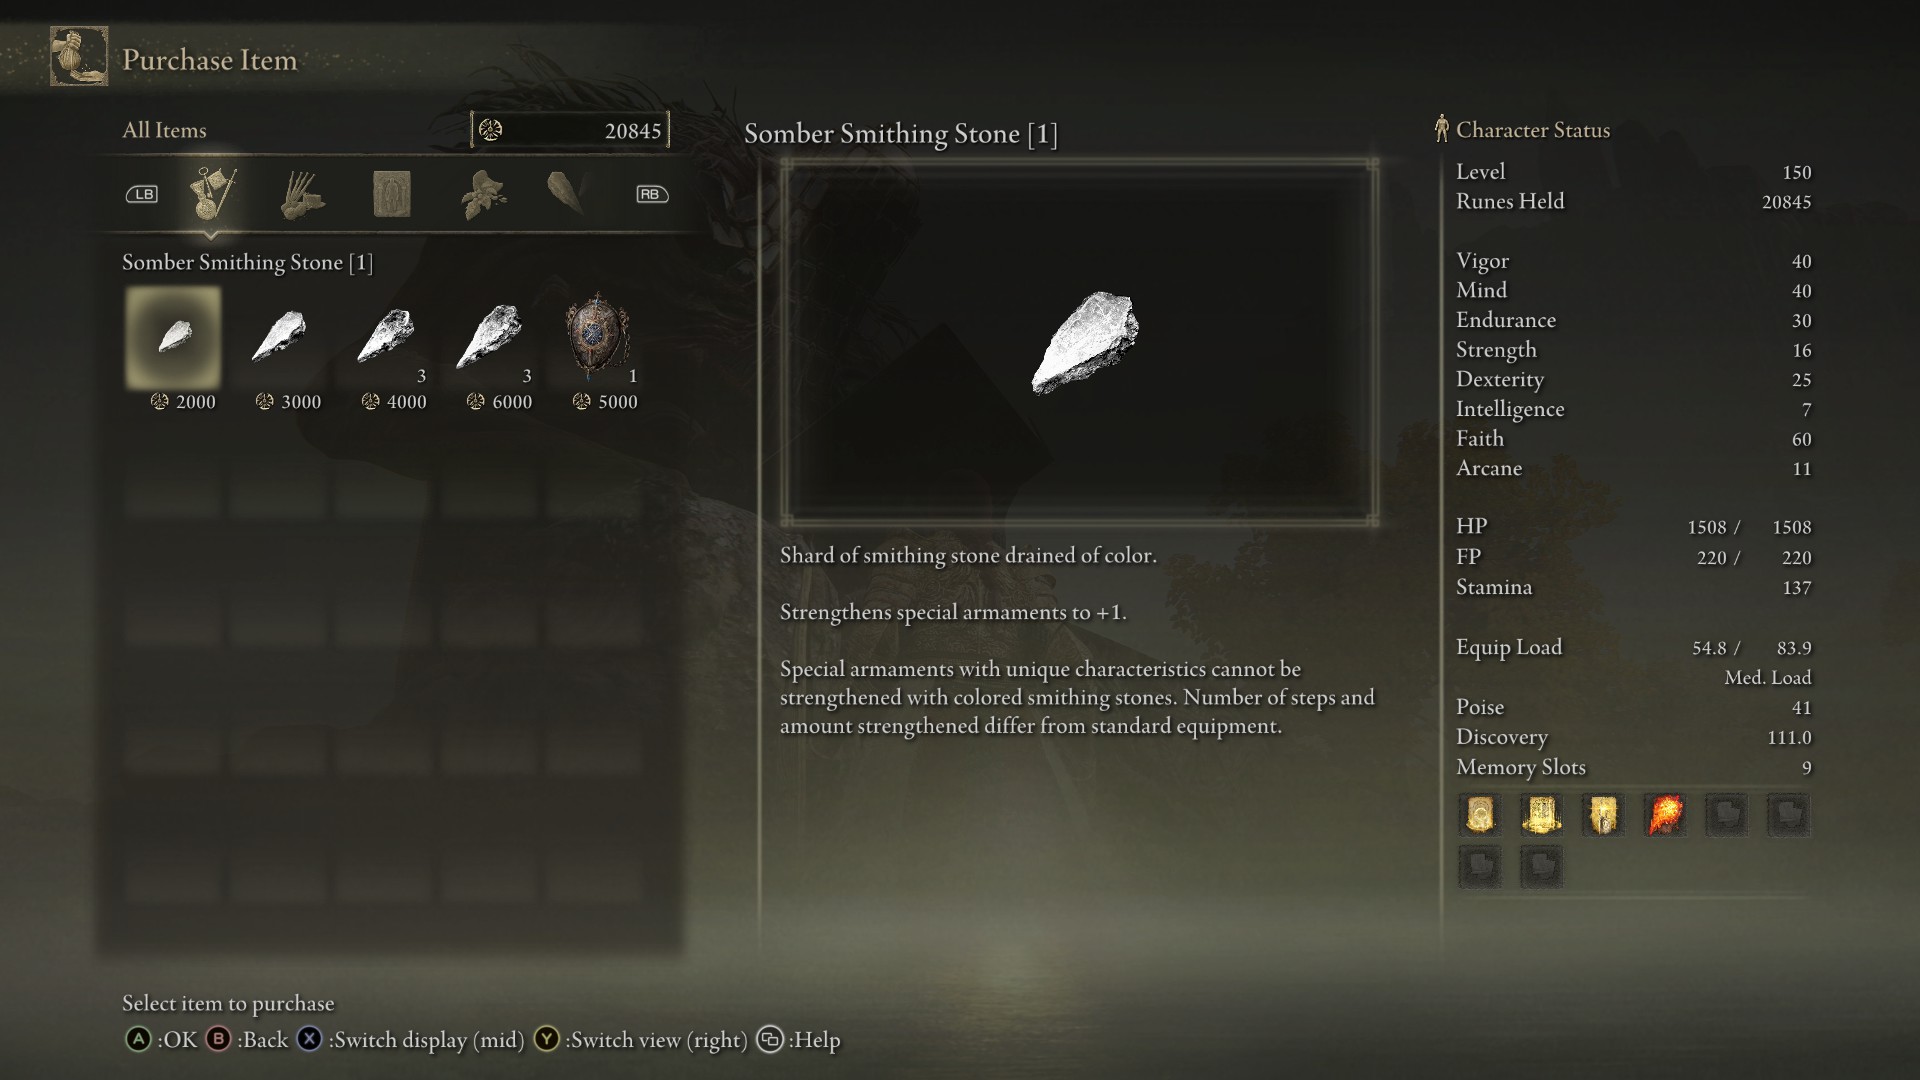 Purchase Item
All Items
20845
LB
RB
Somber Smithing Stone [1]
3
3
1
2000
3000
4000
6000
5000
Somber Smithing Stone [1]
Shard of smithing stone drained of color.
Strengthens special armaments to +1.
Special armaments with unique characteristics cannot be
strengthened with colored smithing stones. Number of steps and
amount strengthened differ from standard equipment.
Character Status
Level 150
Runes Held 20845
Vigor 40
Mind 40
Endurance 30
Strength 16
Dexterity 25
Intelligence 7
Faith 60
Arcane 11
HP 1508 / 1508
FP 220 / 220
Stamina 137
Equip Load 54.8 / 83.9
Med. Load
Poise 41
Discovery 111.0
Memory Slots 9
Select item to purchase
A :OK B :Back X :Switch display (mid) Y :Switch view (right) :Help